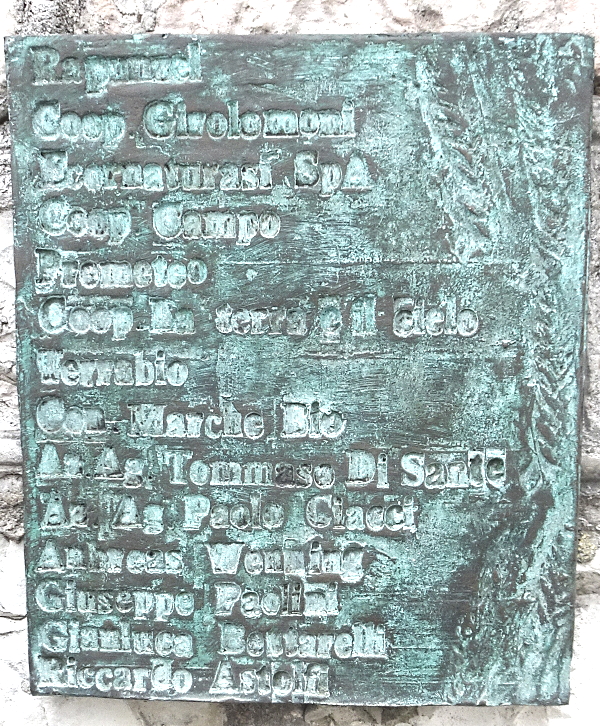 Rapunzel
Coop. Girolomoni
Ecornaturasì SpA
Coop Campo
Prometeo
Coop La terra e il cielo
Terrabio
Con. Marche Bio
Az Ag. Tommaso Di Sante
Az Ag Paolo Ciacci
Andreas Wenning
Giuseppe Paolini
Gianluca Bettarelli
Riccardo Astolfi